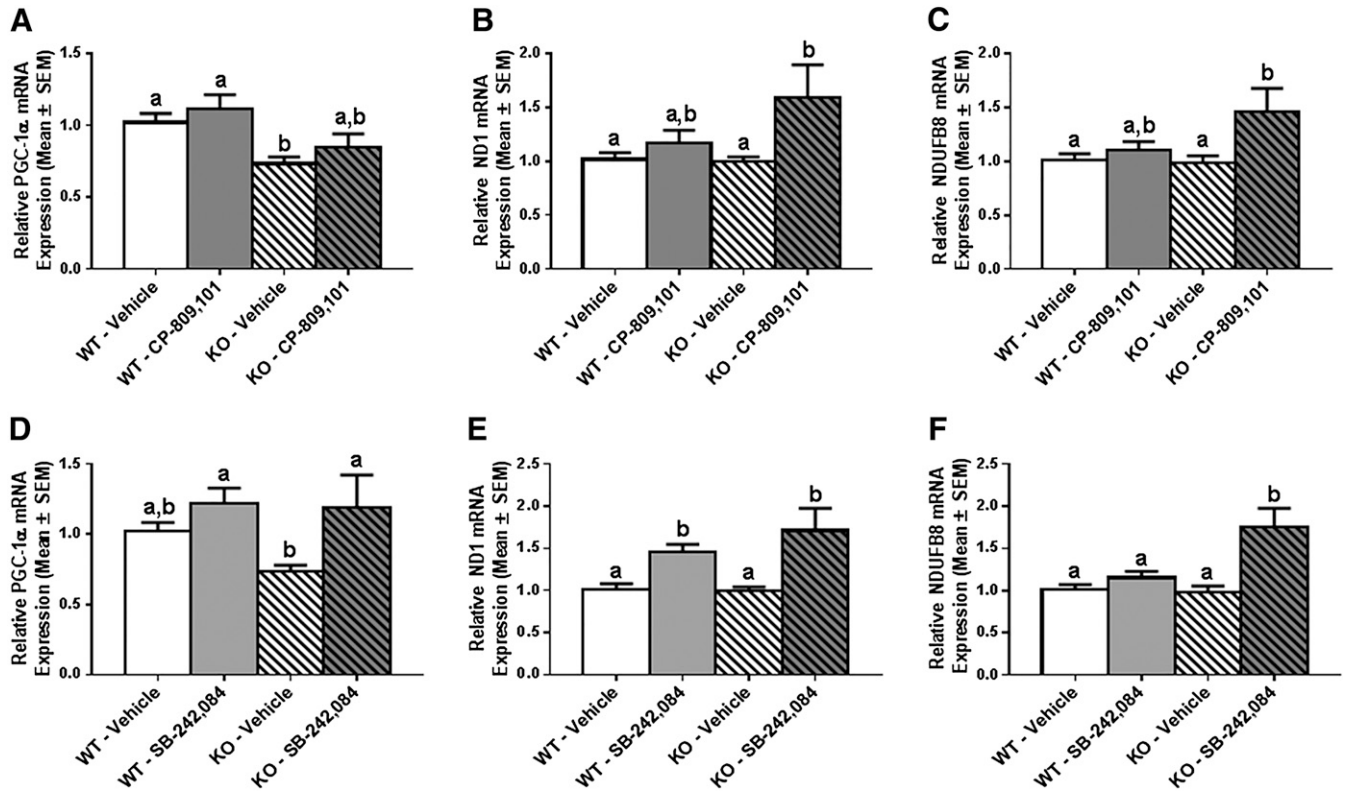 A
Relative PGC-1α mRNA
Expression (Mean ± SEM)
1.5
1.0
0.5
0.0
a
a
b
a,b
WT - Vehicle
WT - CP-809,101
KO - Vehicle
KO - CP-809,101
B
Relative ND1 mRNA
Expression (Mean ± SEM)
2.0
1.5
1.0
0.5
0.0
a
a,b
a
b
WT - Vehicle
WT - CP-809,101
KO - Vehicle
KO - CP-809,101
C
Relative NDUFB8 mRNA
Expression (Mean ± SEM)
2.0
1.5
1.0
0.5
0.0
a
a,b
a
b
WT - Vehicle
WT - CP-809,101
KO - Vehicle
KO - CP-809,101
D
Relative PGC-1α mRNA
Expression (Mean ± SEM)
1.5
1.0
0.5
0.0
a,b
a
b
a
WT - Vehicle
WT - SB-242,084
KO - Vehicle
KO - SB-242,084
E
Relative ND1 mRNA
Expression (Mean ± SEM)
2.5
2.0
1.5
1.0
0.5
0.0
a
b
a
b
WT - Vehicle
WT - SB-242,084
KO - Vehicle
KO - SB-242,084
F
Relative NDUFB8 mRNA
Expression (Mean ± SEM)
2.5
2.0
1.5
1.0
0.5
0.0
a
a
a
b
WT - Vehicle
WT - SB-242,084
KO - Vehicle
KO - SB-242,084